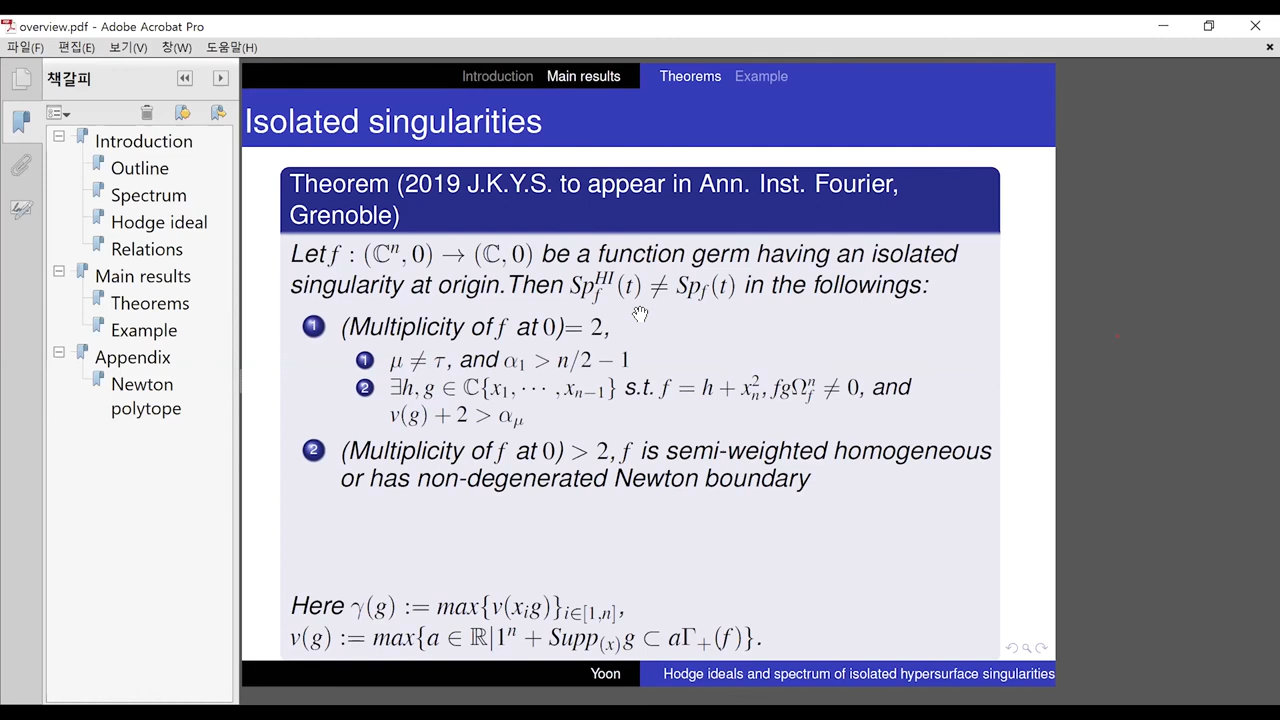 overview.pdf - Adobe Acrobat Pro
파일(F) 편집(E) 보기(V) 창(W) 도움말(H)
책갈피
Introduction
Outline
Spectrum
Hodge ideal
Relations
Main results
Theorems
Example
Appendix
Newton
polytope
Introduction Main results Theorems Example
Isolated singularities
Theorem (2019 J.K.Y.S. to appear in Ann. Inst. Fourier,
Grenoble)
Let f : (ℂⁿ, 0) → (ℂ, 0) be a function germ having an isolated
singularity at origin.Then Sp_f^{HI}(t) ≠ Sp_f(t) in the followings:
1 (Multiplicity of f at 0)= 2,
1 μ ≠ τ, and α₁ > n/2 − 1
2 ∃h, g ∈ ℂ{x₁, ⋯ , x_{n−1}} s.t. f = h + x_n^2, fgΩ_f^n ≠ 0, and
v(g) + 2 > α_μ
2 (Multiplicity of f at 0) > 2, f is semi-weighted homogeneous
or has non-degenerated Newton boundary
Here γ(g) := max{v(x_i g)}_{i∈[1,n]},
v(g) := max{a ∈ ℝ|1ⁿ + Supp_{(x)}g ⊂ aΓ₊(f)}.
Yoon Hodge ideals and spectrum of isolated hypersurface singularities